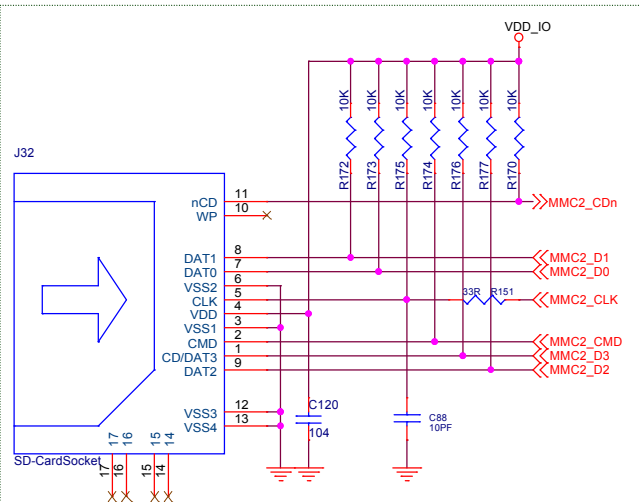 VDD_IO
10K 10K 10K 10K 10K 10K 10K
R172 R173 R175 R174 R176 R177 R170
J32
nCD 11 MMC2_CDn
WP 10
DAT1 8 MMC2_D1
DAT0 7 MMC2_D0
VSS2 6
CLK 5 33R R151 MMC2_CLK
VDD 4
VSS1 3
CMD 2 MMC2_CMD
CD/DAT3 1 MMC2_D3
DAT2 9 MMC2_D2
VSS3 12
VSS4 13
C120
104
C88
10PF
17 16 15 14
SD-CardSocket
17 16 15 14